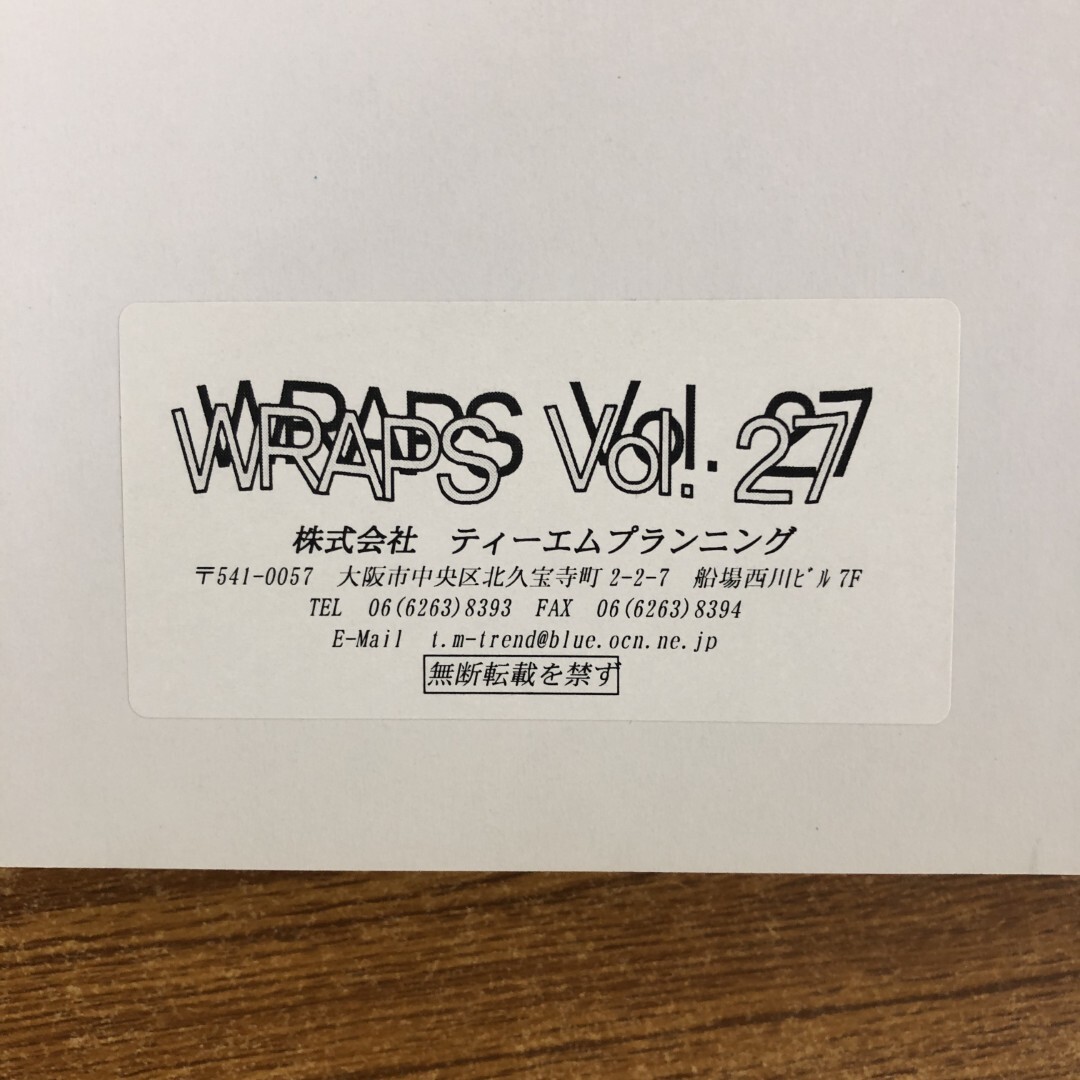 WRAPS Vol. 27
株式会社　ティーエムプランニング
〒541-0057　大阪市中央区北久宝寺町 2-2-7　船場西川ﾋﾞﾙ 7F
TEL　06(6263)8393　FAX　06(6263)8394
E-Mail　t.m-trend@blue.ocn.ne.jp
無断転載を禁ず